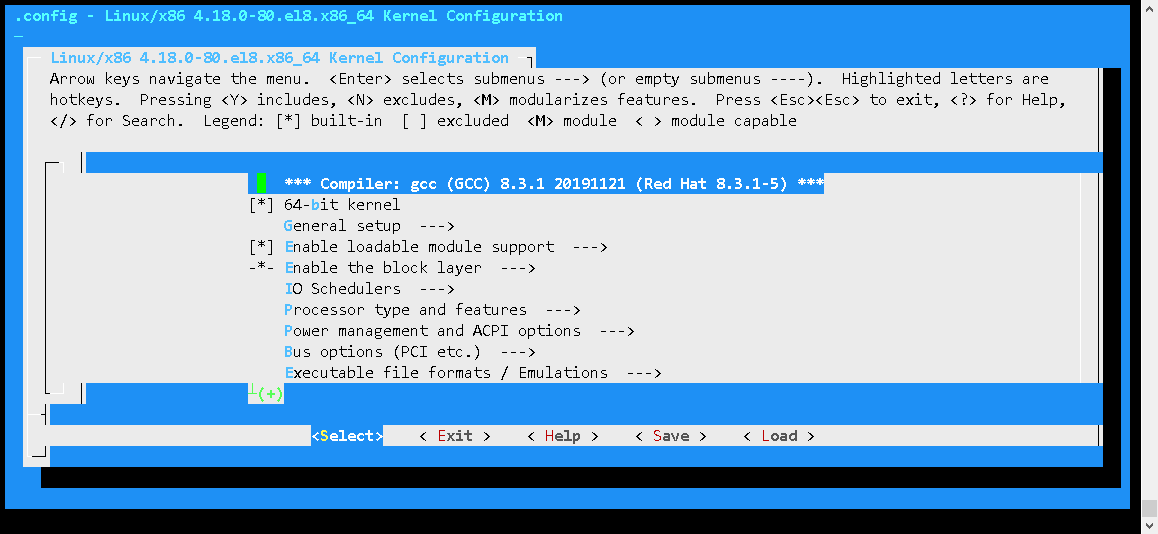 .config - Linux/x86 4.18.0-80.el8.x86_64 Kernel Configuration
Linux/x86 4.18.0-80.el8.x86_64 Kernel Configuration
Arrow keys navigate the menu.  <Enter> selects submenus ---> (or empty submenus ----).  Highlighted letters are
hotkeys.  Pressing <Y> includes, <N> excludes, <M> modularizes features.  Press <Esc><Esc> to exit, <?> for Help,
</> for Search.  Legend: [*] built-in  [ ] excluded  <M> module  < > module capable
*** Compiler: gcc (GCC) 8.3.1 20191121 (Red Hat 8.3.1-5) ***
[*] 64-bit kernel
General setup  --->
[*] Enable loadable module support  --->
-*- Enable the block layer  --->
IO Schedulers  --->
Processor type and features  --->
Power management and ACPI options  --->
Bus options (PCI etc.)  --->
Executable file formats / Emulations  --->
(+)
<Select>    < Exit >    < Help >    < Save >    < Load >